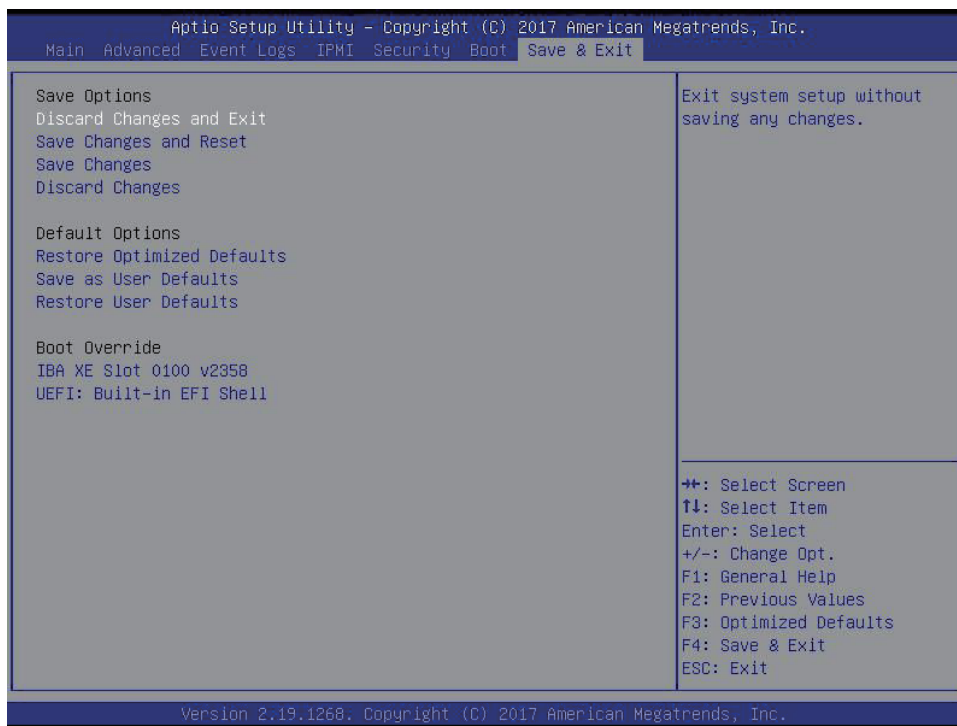 Aptio Setup Utility – Copyright (C) 2017 American Megatrends, Inc.
Main Advanced Event Logs IPMI Security Boot Save & Exit
Save Options
Discard Changes and Exit
Save Changes and Reset
Save Changes
Discard Changes
Default Options
Restore Optimized Defaults
Save as User Defaults
Restore User Defaults
Boot Override
IBA XE Slot 0100 v2358
UEFI: Built-in EFI Shell
Exit system setup without
saving any changes.
→←: Select Screen
↑↓: Select Item
Enter: Select
+/-: Change Opt.
F1: General Help
F2: Previous Values
F3: Optimized Defaults
F4: Save & Exit
ESC: Exit
Version 2.19.1268. Copyright (C) 2017 American Megatrends, Inc.